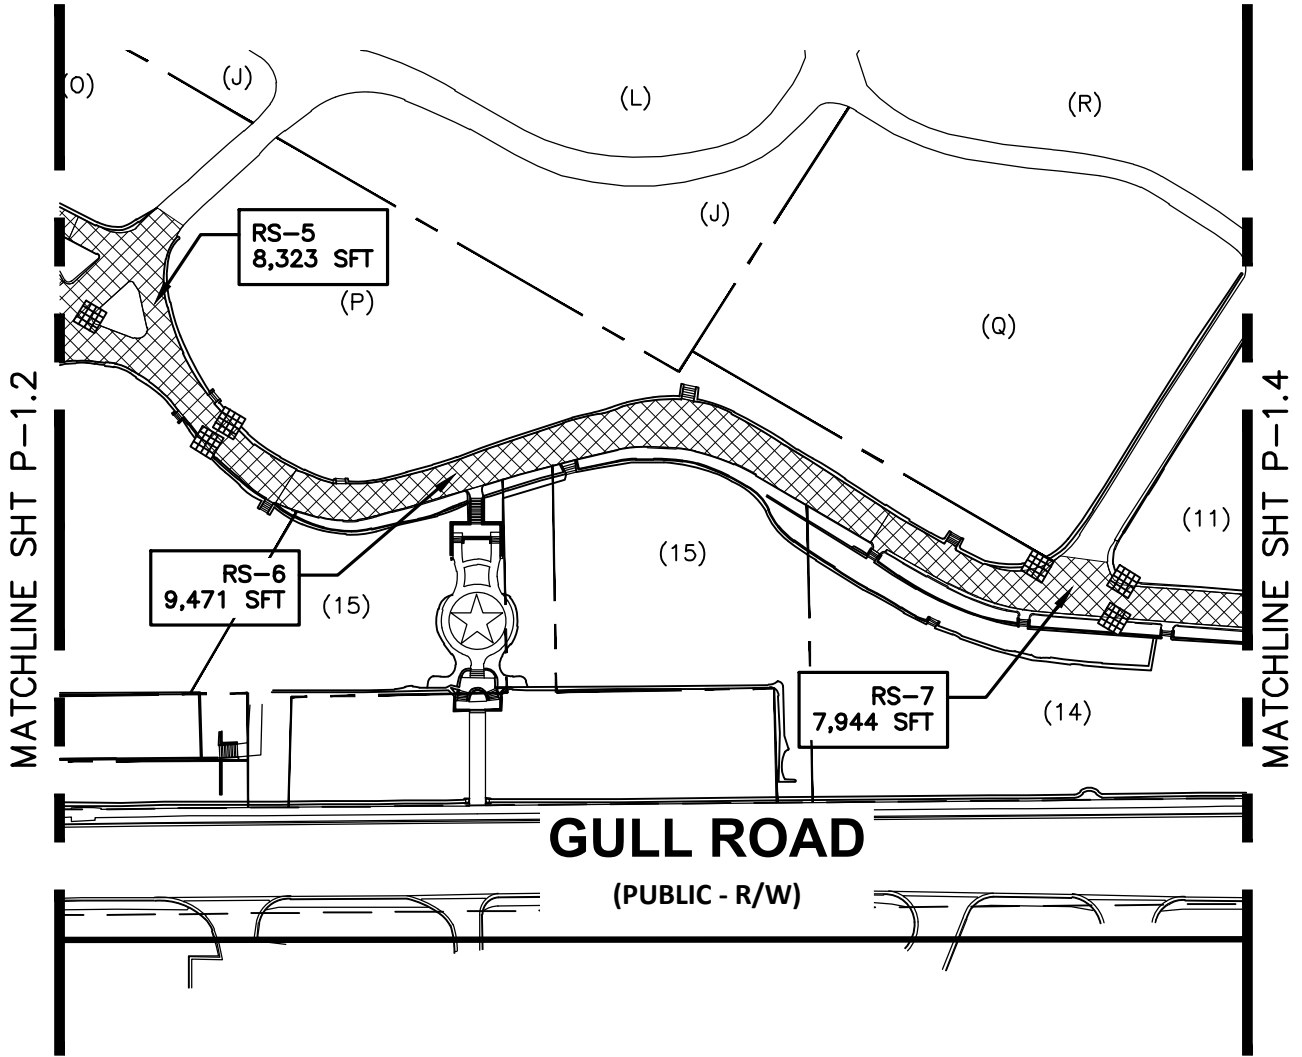 (O)
(J)
(L)
(R)
(J)
RS-5
8,323 SFT
(P)
(Q)
MATCHLINE SHT P-1.2
MATCHLINE SHT P-1.4
(11)
(15)
RS-6
9,471 SFT
(15)
RS-7
7,944 SFT
(14)
GULL ROAD
(PUBLIC - R/W)